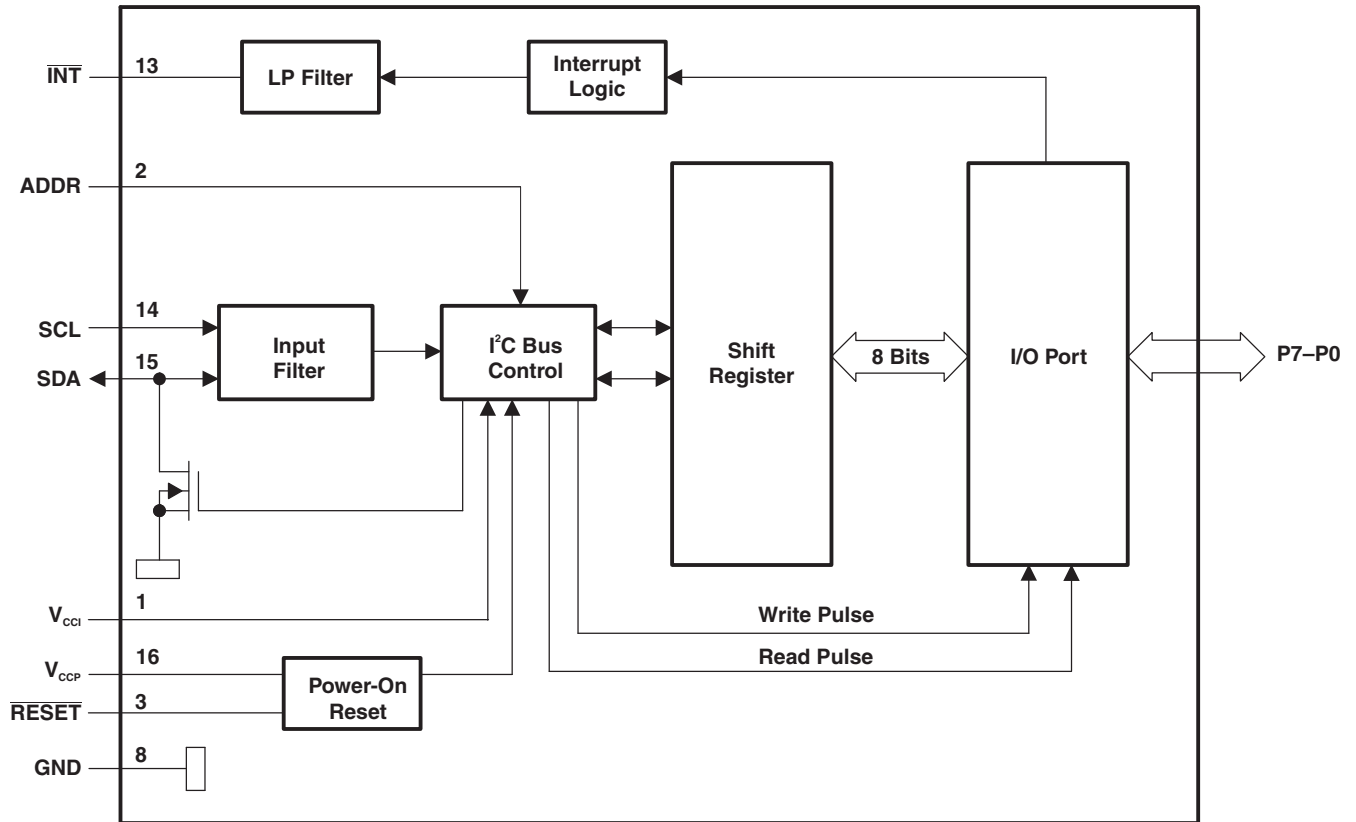 INT
13
LP Filter
Interrupt
Logic
ADDR
2
SCL
14
SDA
15
Input
Filter
I²C Bus
Control
Shift
Register
8 Bits
I/O Port
P7–P0
VCCI
1
Write Pulse
VCCP
16
Read Pulse
RESET
3
Power-On
Reset
GND
8